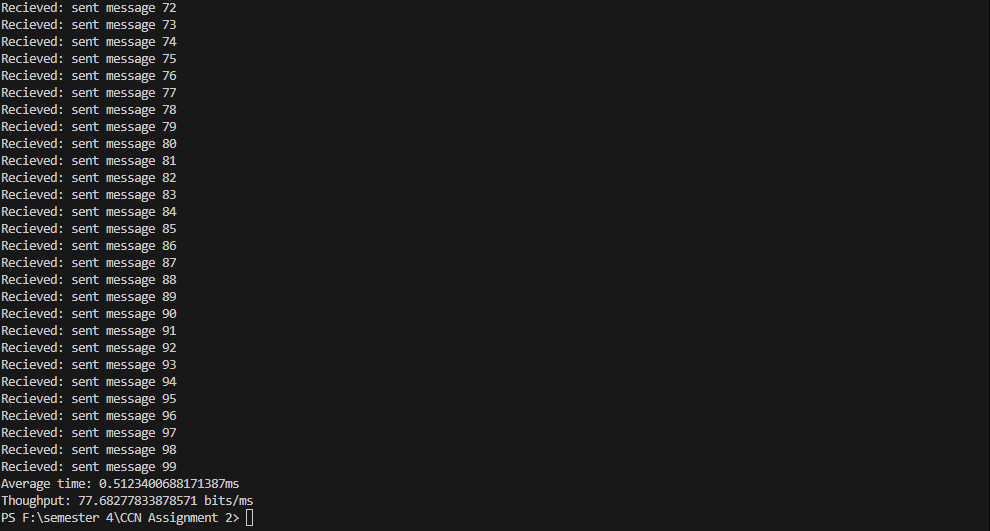 Recieved: sent message 72
Recieved: sent message 73
Recieved: sent message 74
Recieved: sent message 75
Recieved: sent message 76
Recieved: sent message 77
Recieved: sent message 78
Recieved: sent message 79
Recieved: sent message 80
Recieved: sent message 81
Recieved: sent message 82
Recieved: sent message 83
Recieved: sent message 84
Recieved: sent message 85
Recieved: sent message 86
Recieved: sent message 87
Recieved: sent message 88
Recieved: sent message 89
Recieved: sent message 90
Recieved: sent message 91
Recieved: sent message 92
Recieved: sent message 93
Recieved: sent message 94
Recieved: sent message 95
Recieved: sent message 96
Recieved: sent message 97
Recieved: sent message 98
Recieved: sent message 99
Average time: 0.5123400688171387ms
Thoughput: 77.68277833878571 bits/ms
PS F:\semester 4\CCN Assignment 2>